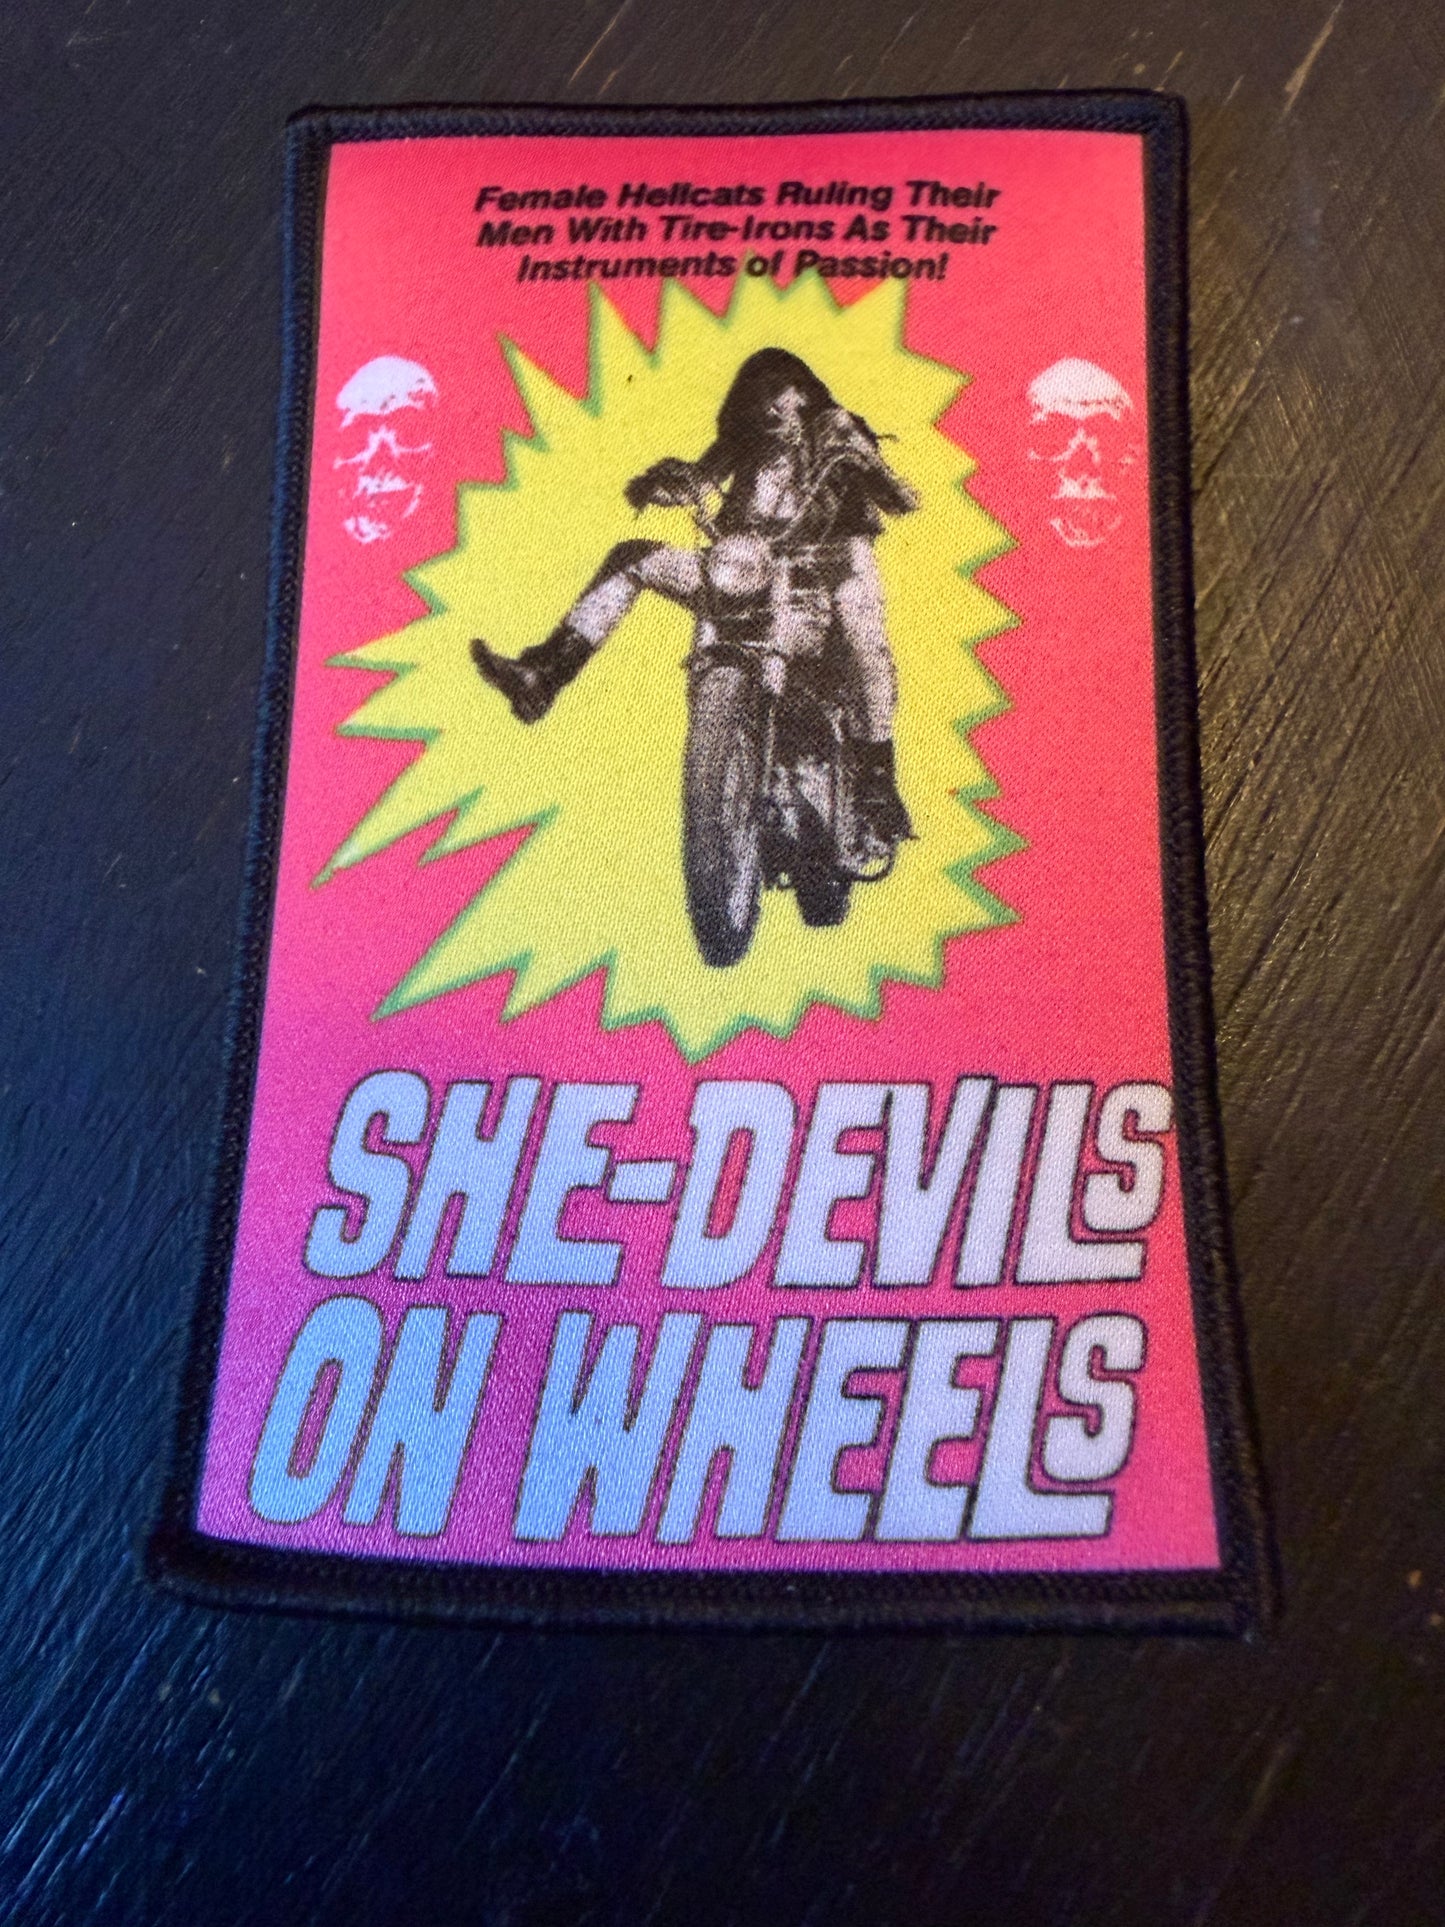 Female Hellcats Ruling Their
Men With Tire-Irons As Their
Instruments of Passion!
SHE-DEVILS
ON WHEELS